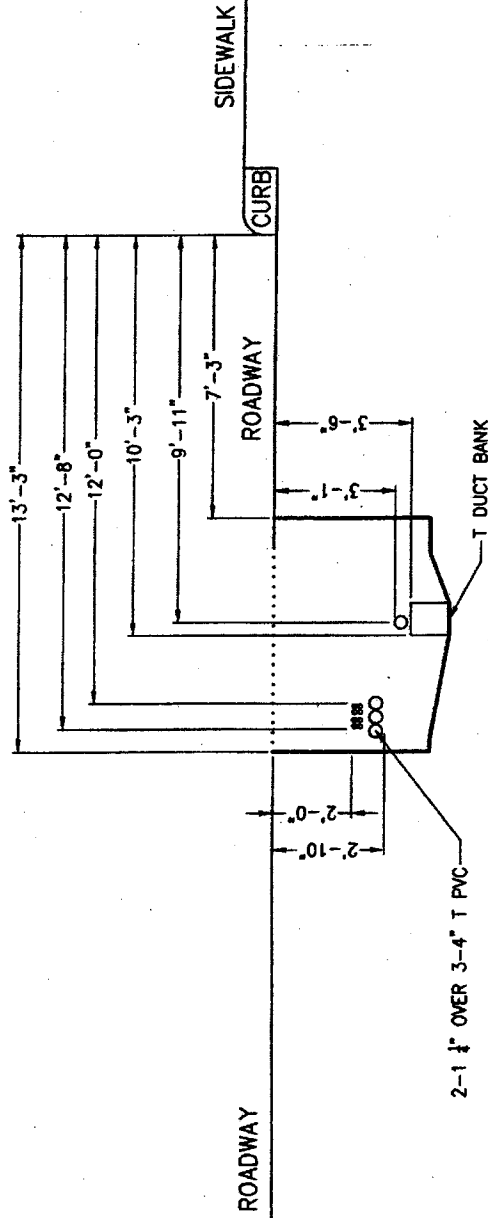 13'-3"
12'-8"
12'-0"
10'-3"
9'-11"
7'-3"
SIDEWALK
CURB
ROADWAY
ROADWAY
3'-6"
3'-1"
2'-0"
2'-10"
T DUCT BANK
2-1 1/4" OVER 3-4" T PVC